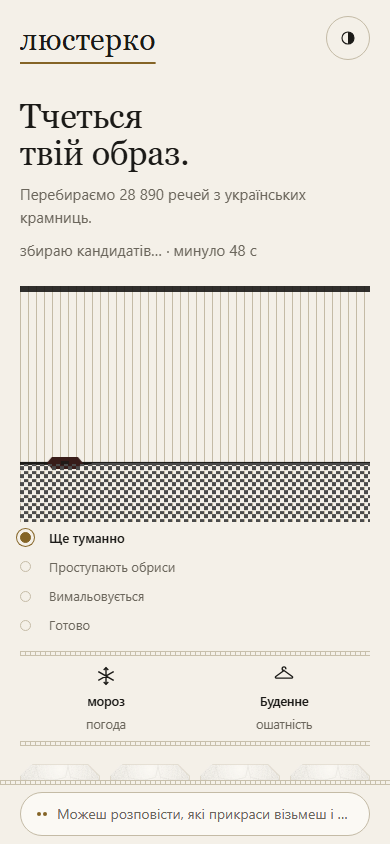 люстерко
Тчеться
твій образ.
Перебираємо 28 890 речей з українських
крамниць.
збираю кандидатів… · минуло 48 с
Ще туманно
Проступають обриси
Вимальовується
Готово
мороз
погода
Буденне
ошатність
Можеш розповісти, які прикраси візьмеш і …